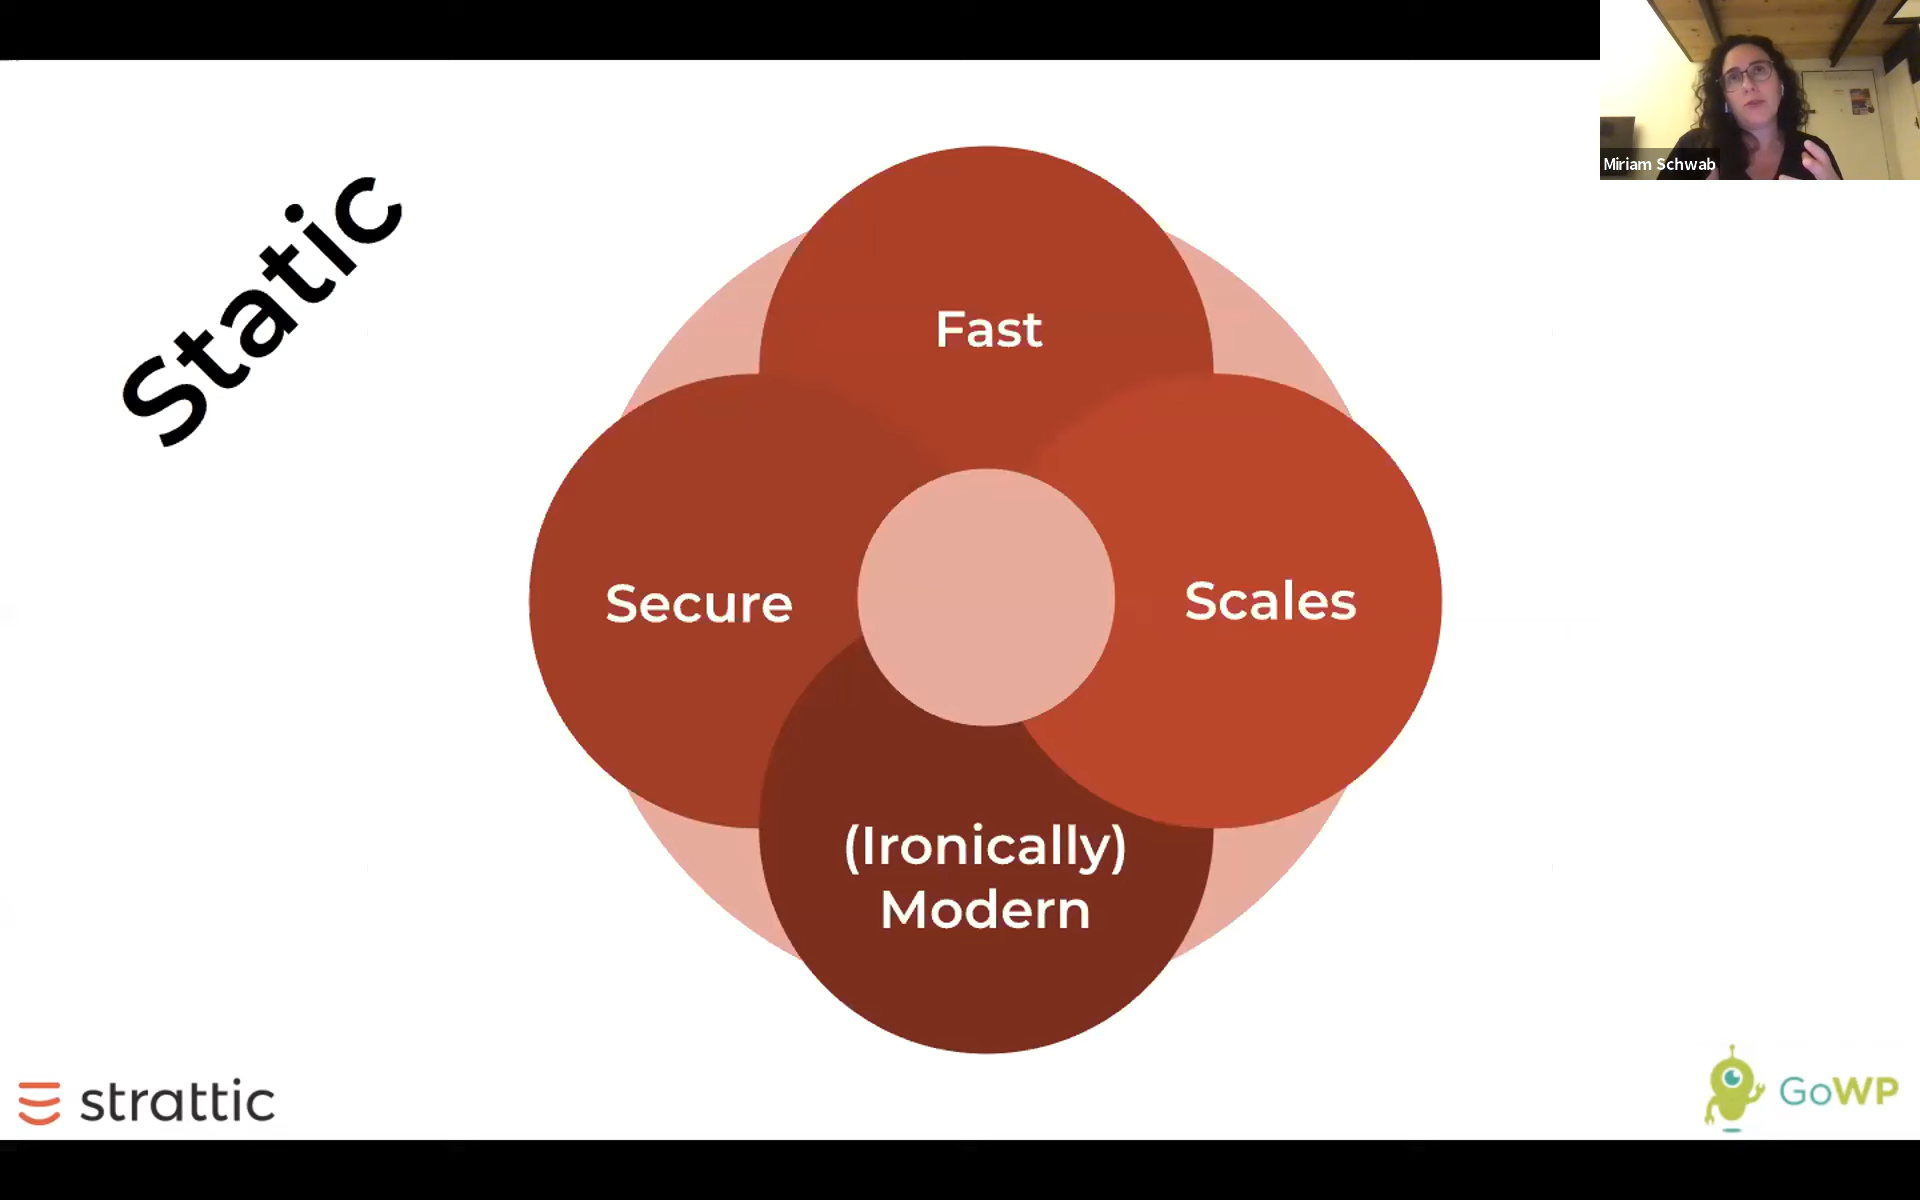 Miriam Schwab
Static
Fast
Secure
Scales
(Ironically)
Modern
strattic
GoWP